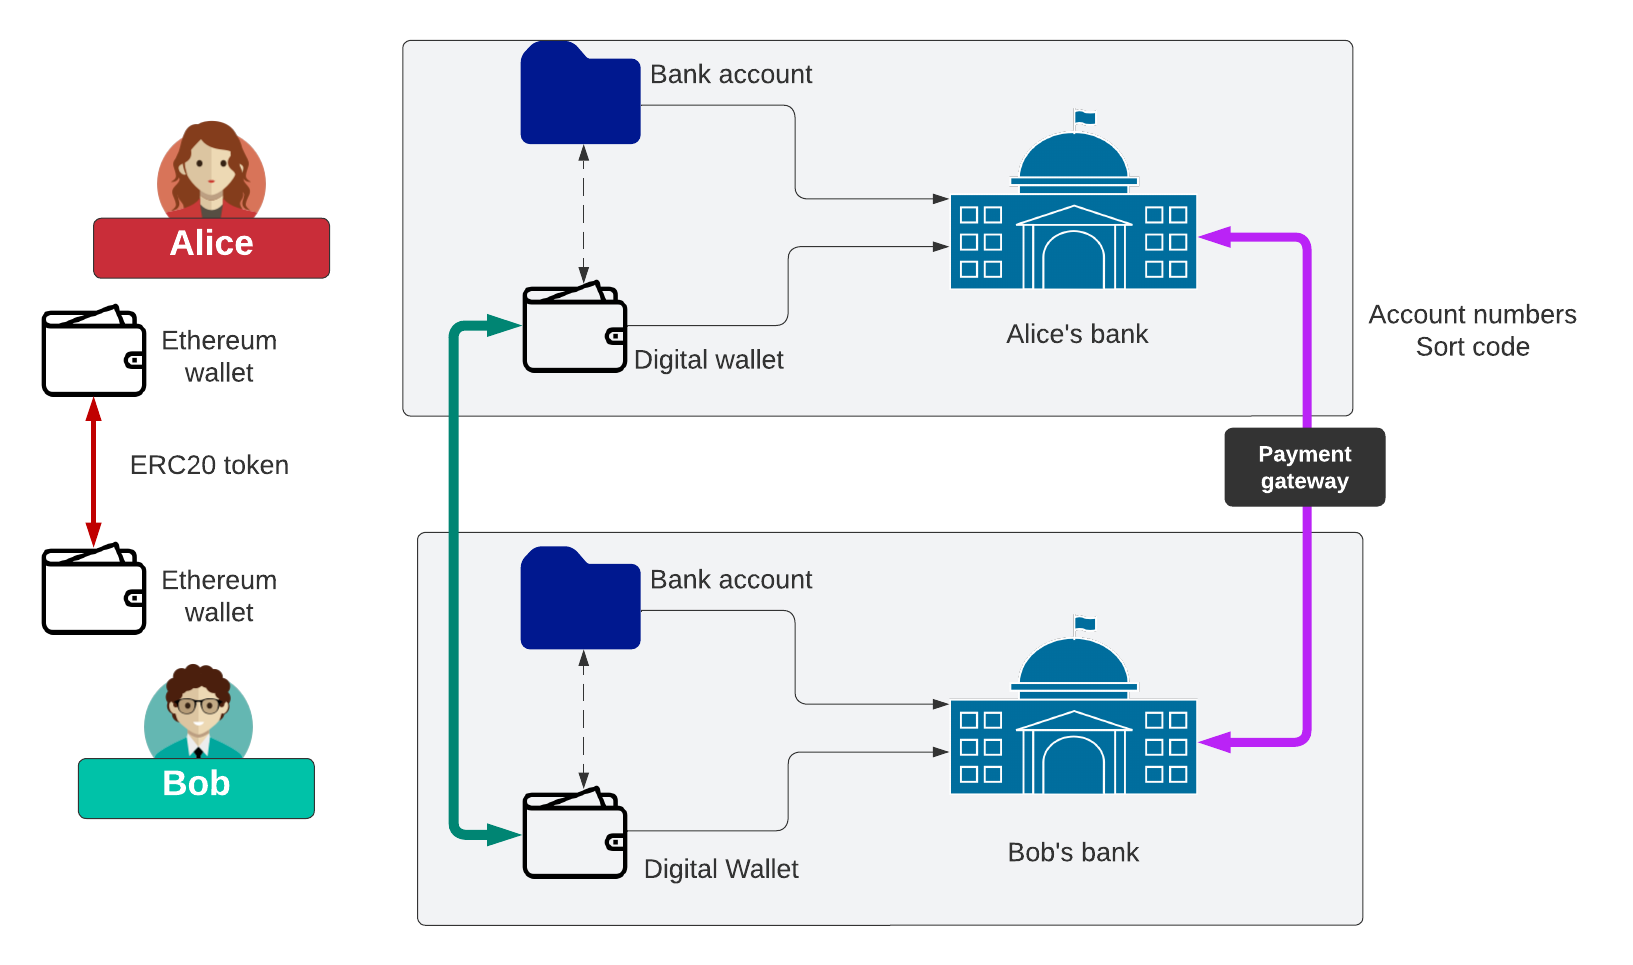 Bank account
Alice
Ethereum
wallet
Digital wallet
Alice's bank
Account numbers
Sort code
ERC20 token
Payment
gateway
Ethereum
wallet
Bank account
Bob
Digital Wallet
Bob's bank